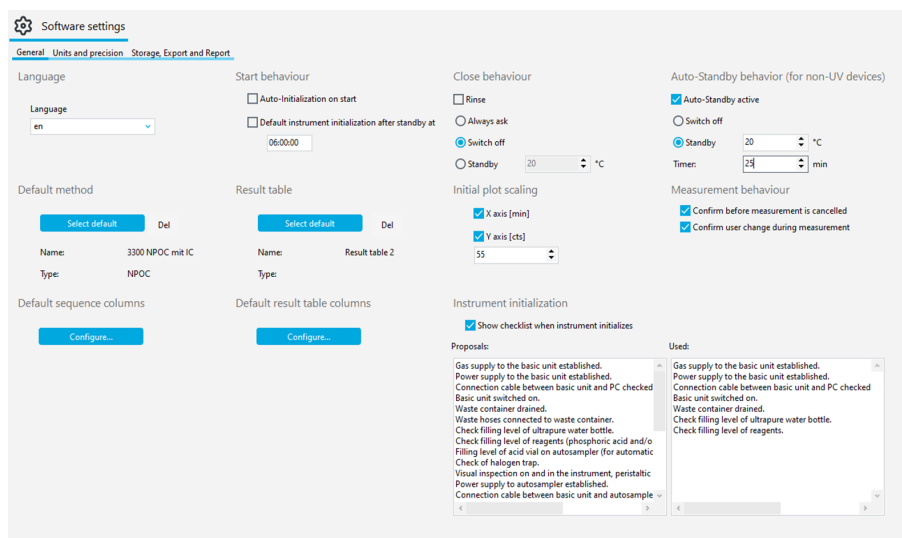 Software settings
General Units and precision Storage, Export and Report
Language
Language
en
Start behaviour
Auto-Initialization on start
Default instrument initialization after standby at
06:00:00
Close behaviour
Rinse
Always ask
Switch off
Standby 20 °C
Auto-Standby behavior (for non-UV devices)
Auto-Standby active
Switch off
Standby 20 °C
Timer: 25 min
Default method
Select default Del
Name: 3300 NPOC mit IC
Type: NPOC
Result table
Select default Del
Name: Result table 2
Type:
Initial plot scaling
X axis [min]
Y axis [cts]
55
Measurement behaviour
Confirm before measurement is cancelled
Confirm user change during measurement
Default sequence columns
Configure...
Default result table columns
Configure...
Instrument initialization
Show checklist when instrument initializes
Proposals:
Gas supply to the basic unit established.
Power supply to the basic unit established.
Connection cable between basic unit and PC checked
Basic unit switched on.
Waste container drained.
Waste hoses connected to waste container.
Check filling level of ultrapure water bottle.
Check filling level of reagents (phosphoric acid and/o
Filling level of acid vial on autosampler (for automatic
Check of halogen trap.
Visual inspection on and in the instrument, peristaltic
Power supply to autosampler established.
Connection cable between basic unit and autosample
Used:
Gas supply to the basic unit established.
Power supply to the basic unit established.
Connection cable between basic unit and PC checked
Basic unit switched on.
Waste container drained.
Check filling level of ultrapure water bottle.
Check filling level of reagents.